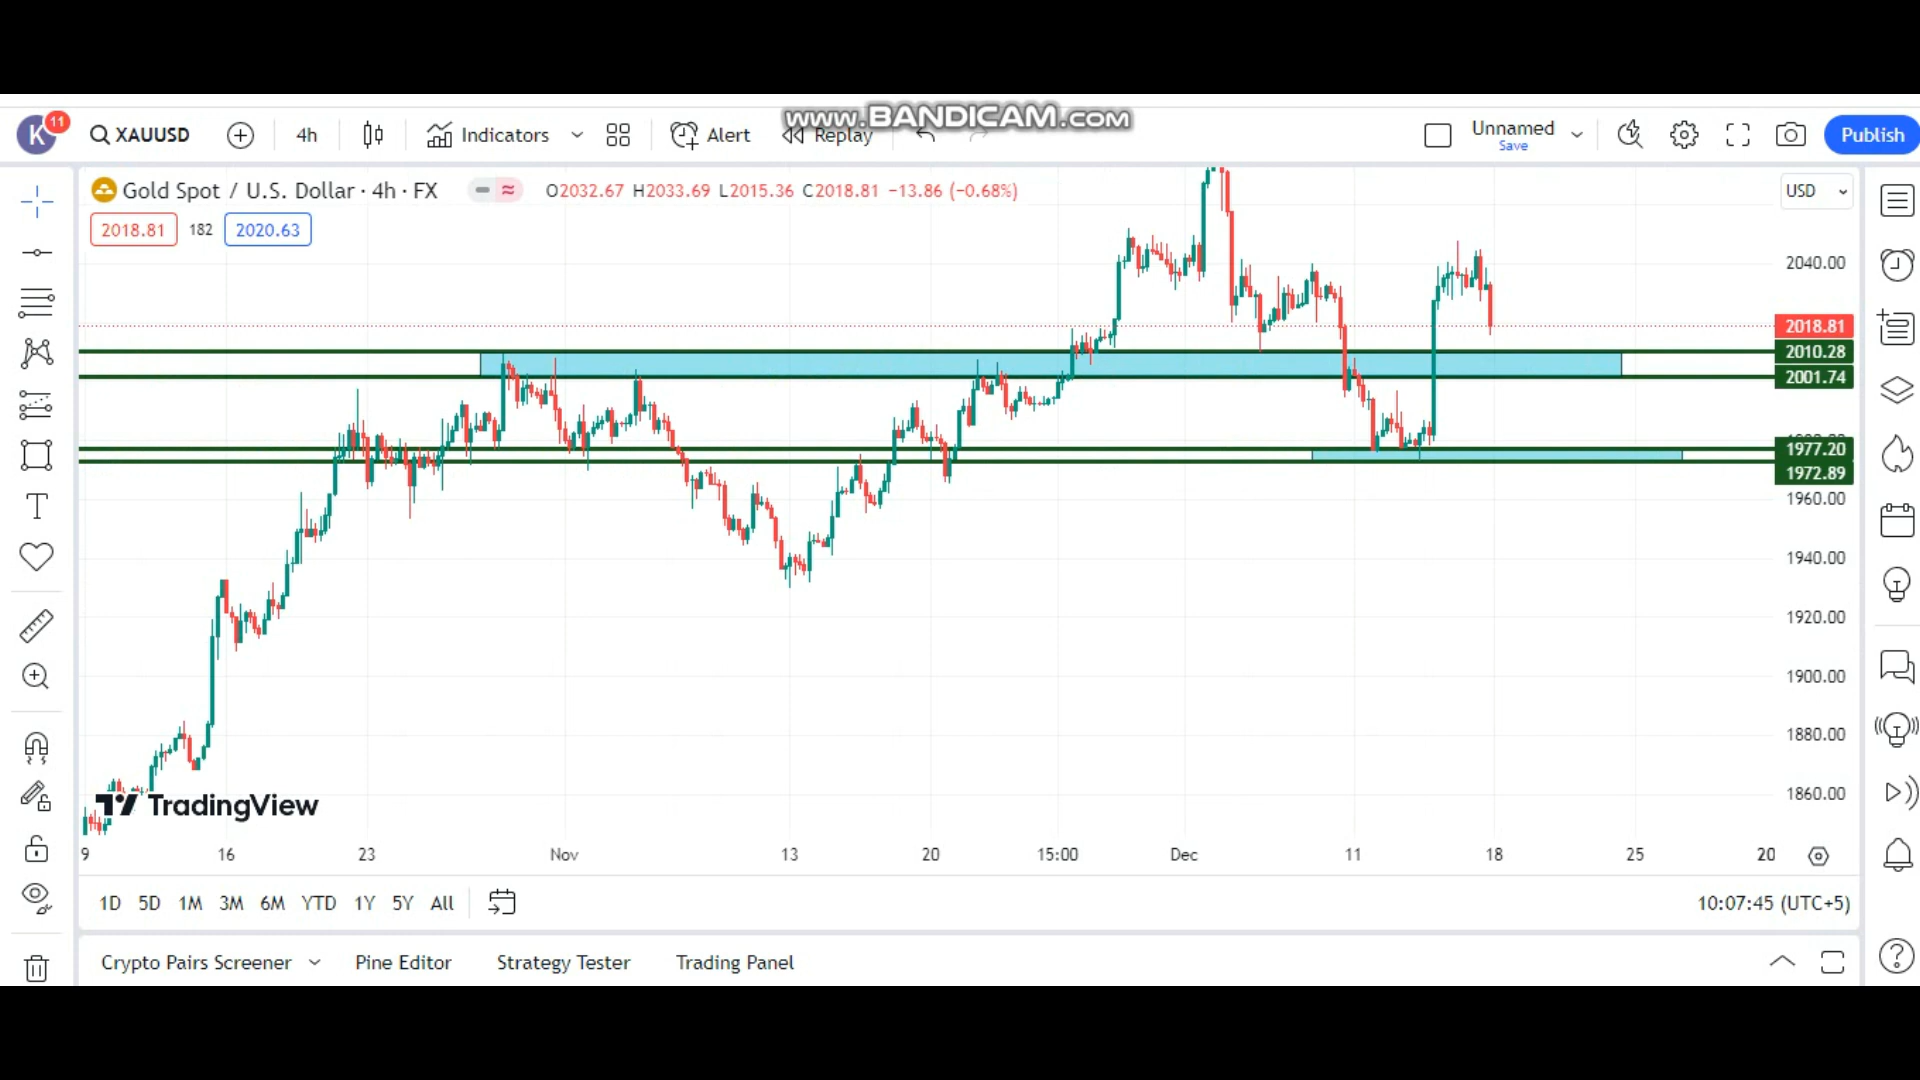 www.BANDICAM.com
K 11 XAUUSD 4h Indicators Alert Replay Unnamed Save Publish
Gold Spot / U.S. Dollar · 4h · FX O2032.67 H2033.69 L2015.36 C2018.81 −13.86 (−0.68%) USD
2018.81 182 2020.63
2040.00
2018.81
2010.28
2001.74
1977.20
1972.89
1960.00
1940.00
1920.00
1900.00
1880.00
1860.00
TradingView
9 16 23 Nov 13 20 15:00 Dec 11 18 25 20
1D 5D 1M 3M 6M YTD 1Y 5Y All 10:07:45 (UTC+5)
Crypto Pairs Screener Pine Editor Strategy Tester Trading Panel